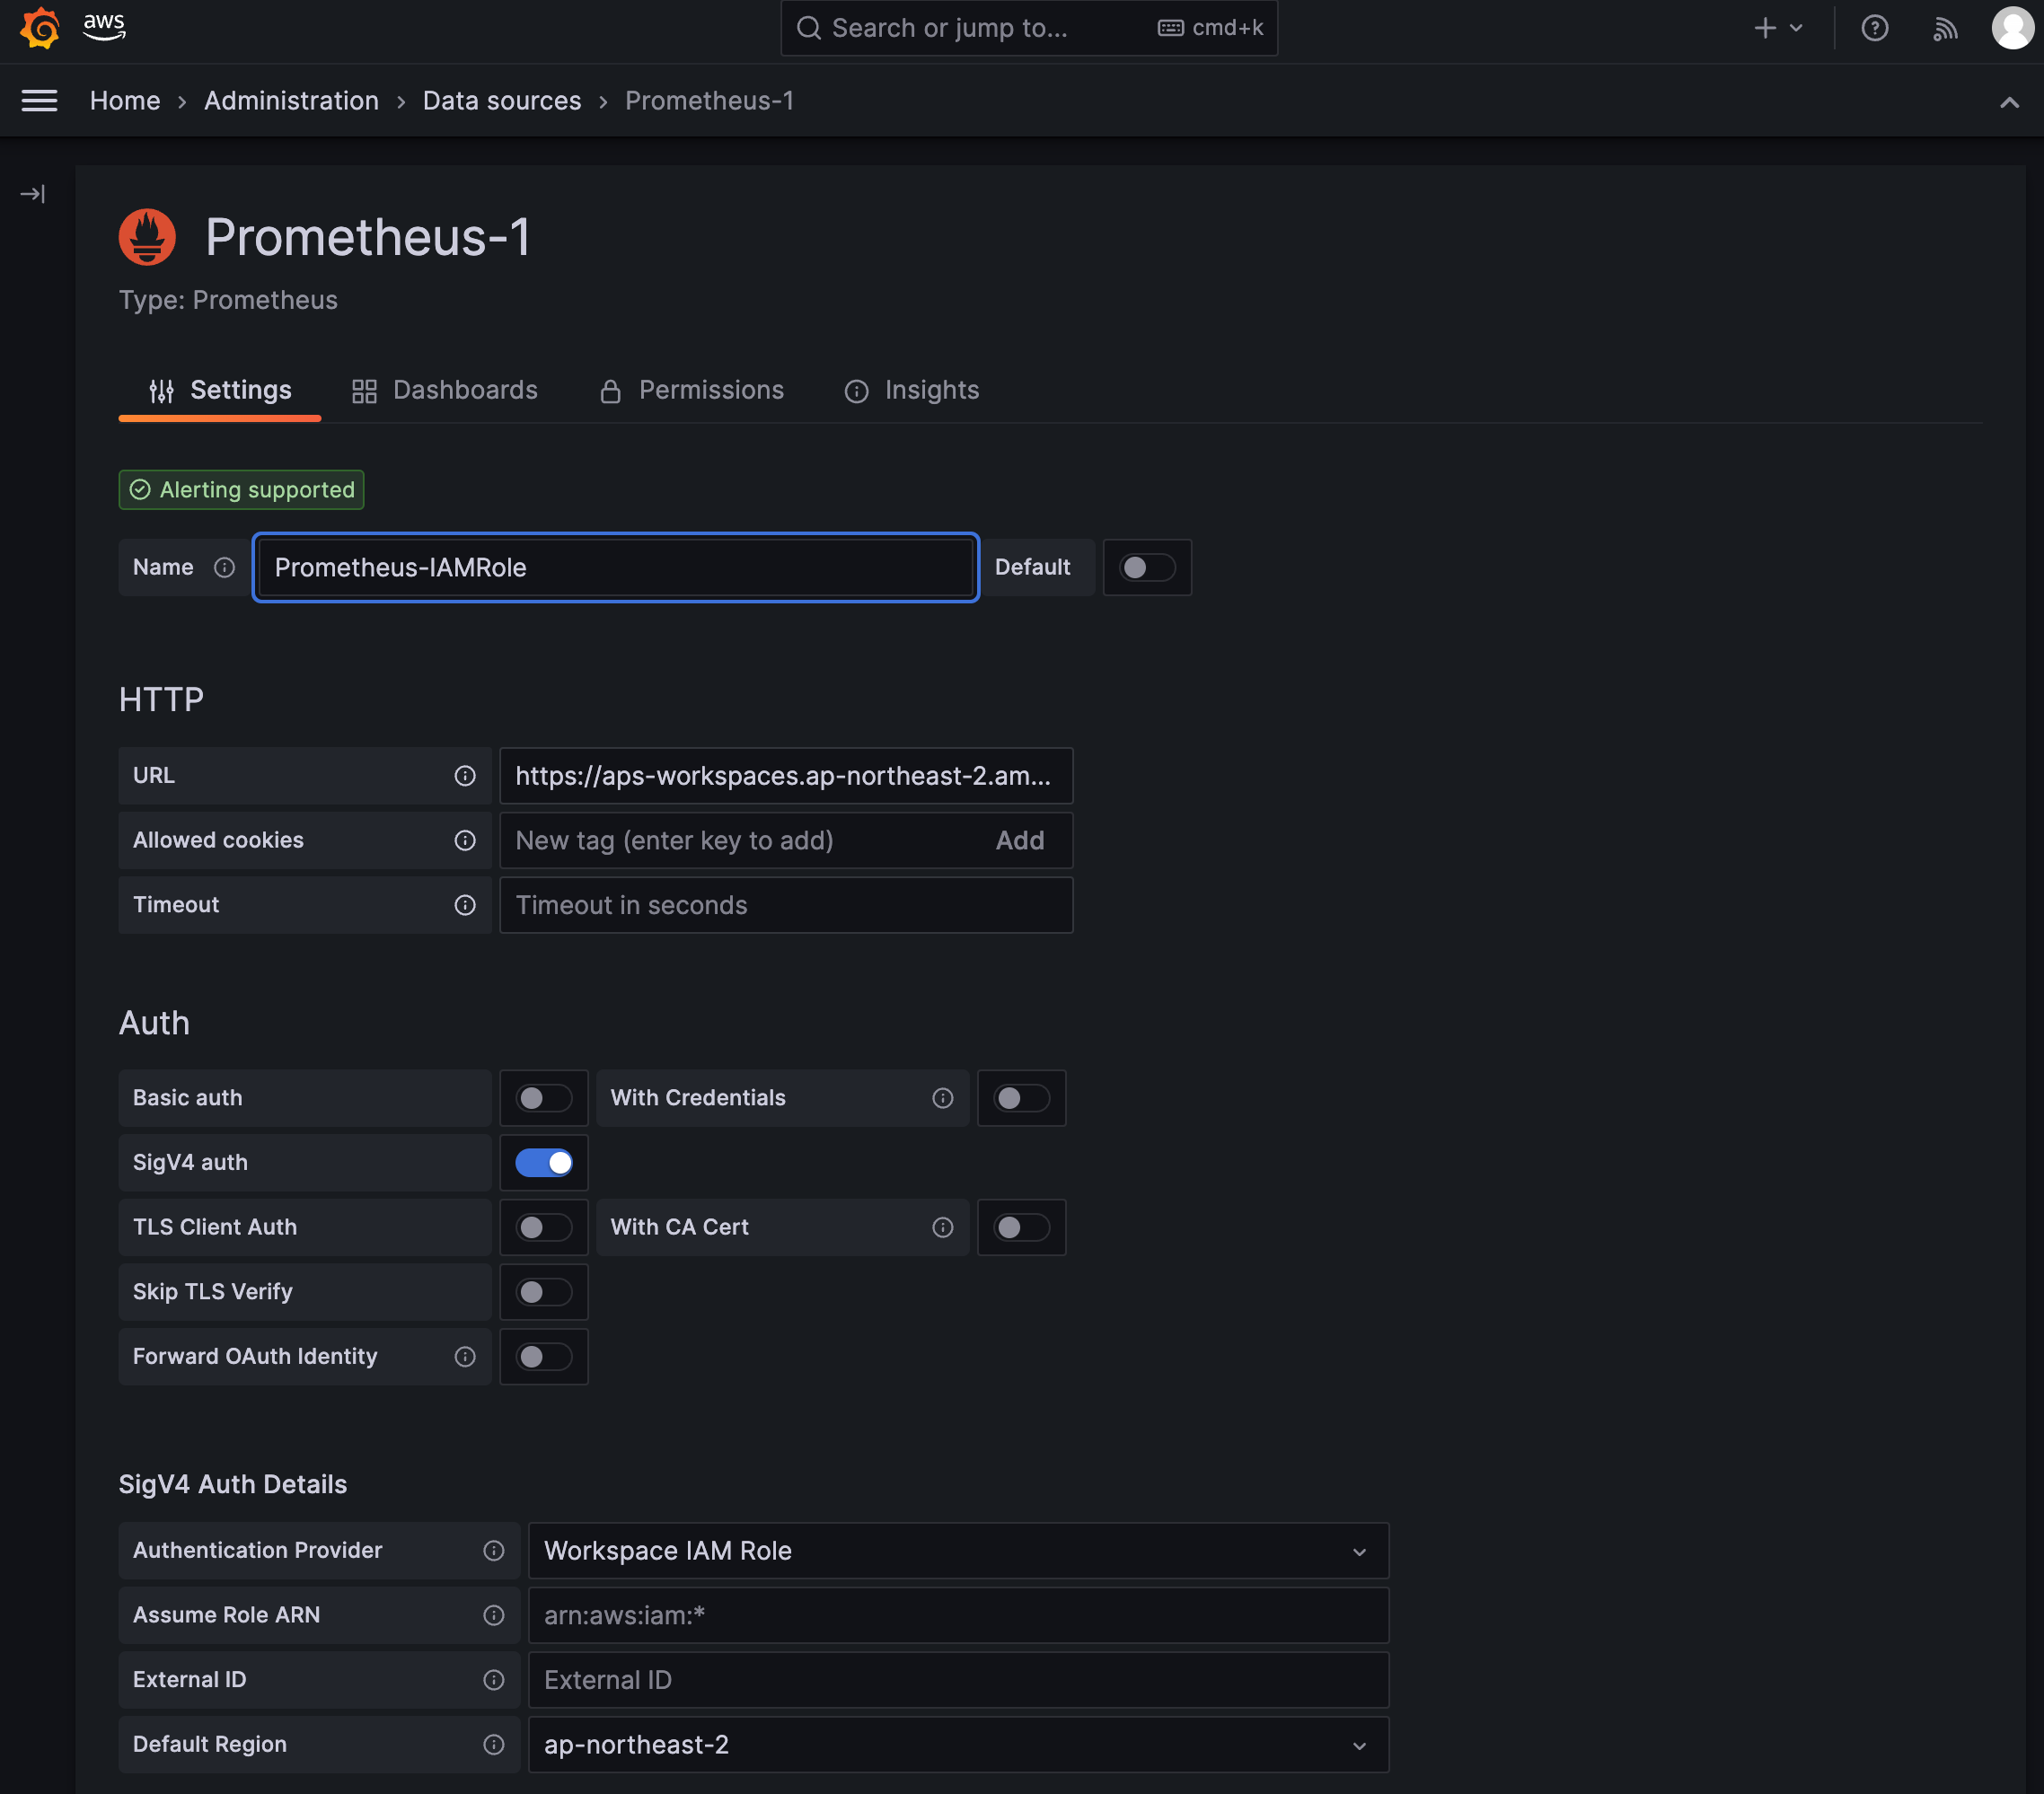 aws
Search or jump to... cmd+k
Home › Administration › Data sources › Prometheus-1
Prometheus-1
Type: Prometheus
Settings Dashboards Permissions Insights
Alerting supported
Name Prometheus-IAMRole Default
HTTP
URL https://aps-workspaces.ap-northeast-2.am...
Allowed cookies New tag (enter key to add) Add
Timeout Timeout in seconds
Auth
Basic auth With Credentials
SigV4 auth
TLS Client Auth With CA Cert
Skip TLS Verify
Forward OAuth Identity
SigV4 Auth Details
Authentication Provider Workspace IAM Role
Assume Role ARN arn:aws:iam:*
External ID External ID
Default Region ap-northeast-2